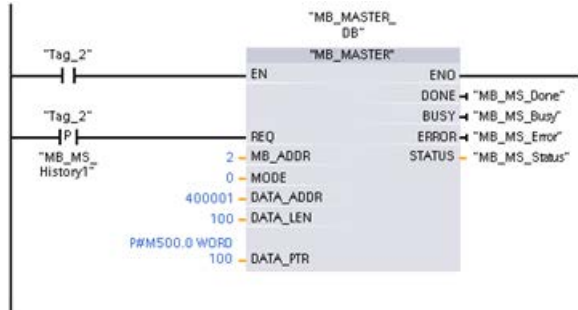 "MB_MASTER_
DB"
"Tag_2"
"MB_MASTER"
EN
ENO
DONE
"MB_MS_Done"
BUSY
"MB_MS_Busy"
"Tag_2"
P
REQ
ERROR
"MB_MS_Error"
"MB_MS_
History1"
2
MB_ADDR
STATUS
"MB_MS_Status"
0
MODE
400001
DATA_ADDR
100
DATA_LEN
P#M500.0 WORD
100
DATA_PTR